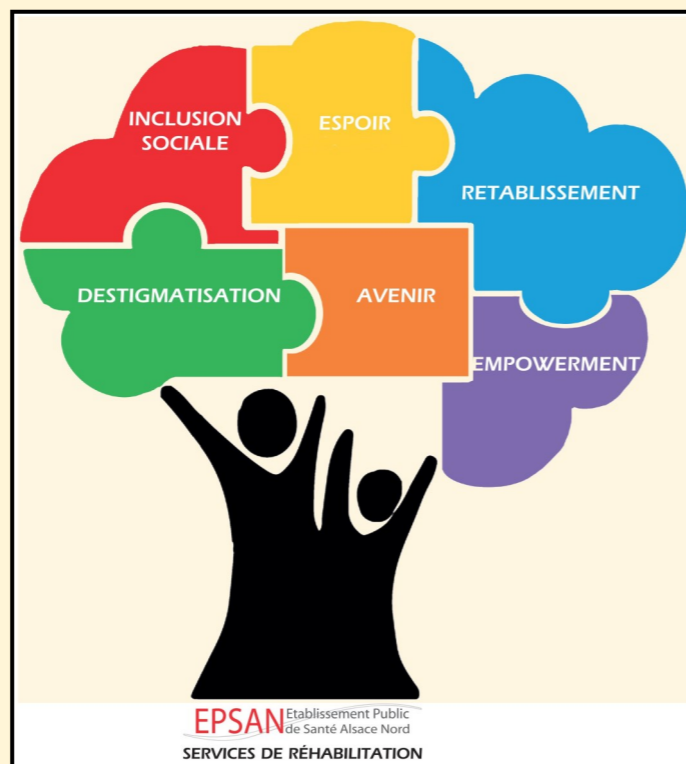 INCLUSION
SOCIALE
ESPOIR
RETABLISSEMENT
DESTIGMATISATION
AVENIR
EMPOWERMENT
EPSAN Etablissement Public
de Santé Alsace Nord
SERVICES DE RÉHABILITATION